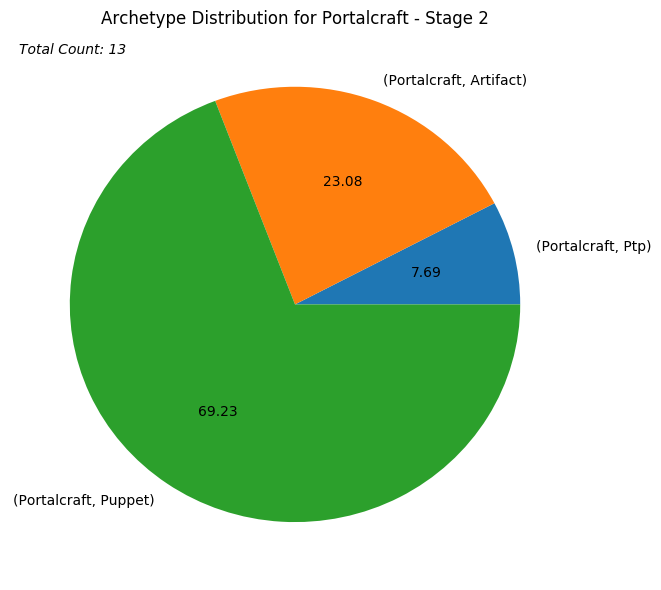 Archetype Distribution for Portalcraft - Stage 2
Total Count: 13
(Portalcraft, Artifact)
23.08
(Portalcraft, Ptp)
7.69
69.23
(Portalcraft, Puppet)